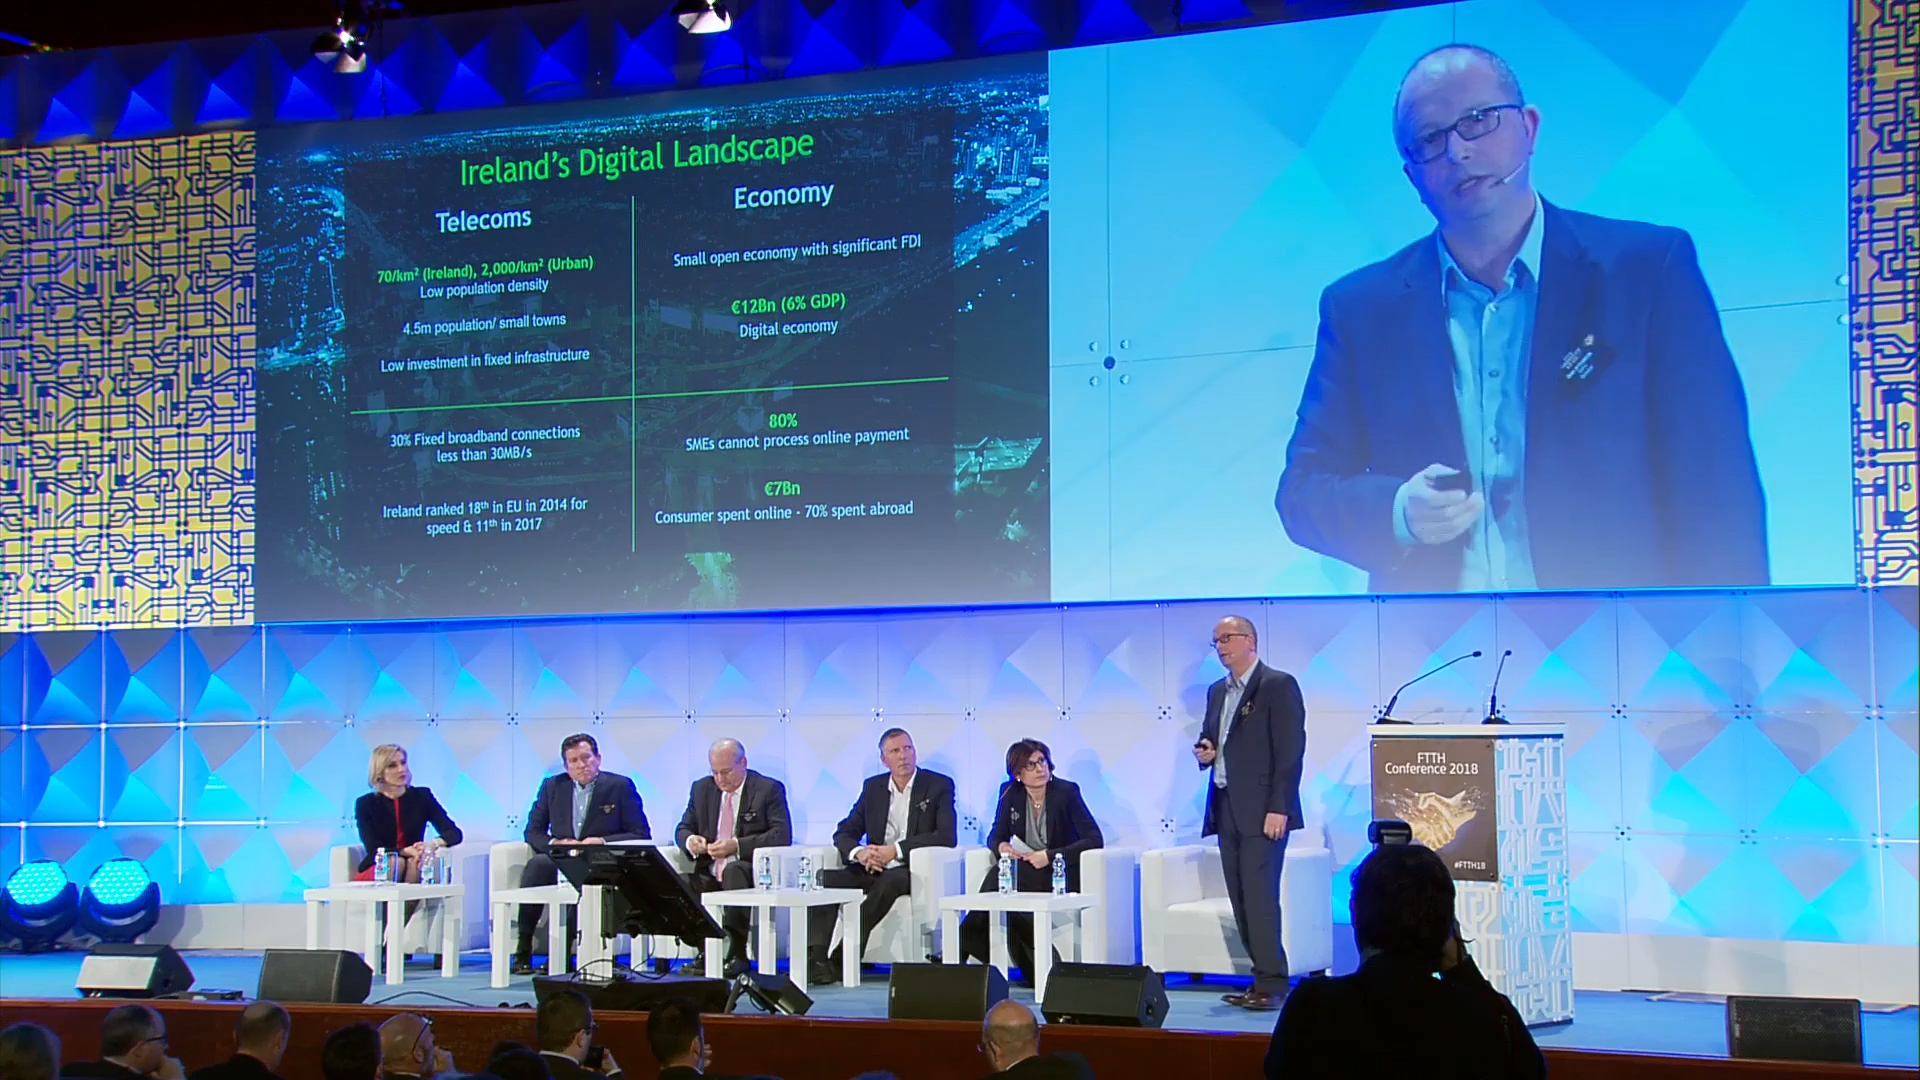 Ireland's Digital Landscape
Telecoms
70/km² (Ireland), 2,000/km² (Urban)
Low population density
4.5m population/ small towns
Low investment in fixed infrastructure
30% Fixed broadband connections
less than 30MB/s
Ireland ranked 18th in EU in 2014 for
speed & 11th in 2017
Economy
Small open economy with significant FDI
€12Bn (6% GDP)
Digital economy
80%
SMEs cannot process online payment
€7Bn
Consumer spent online - 70% spent abroad
FTTH
Conference 2018
#FTTH18